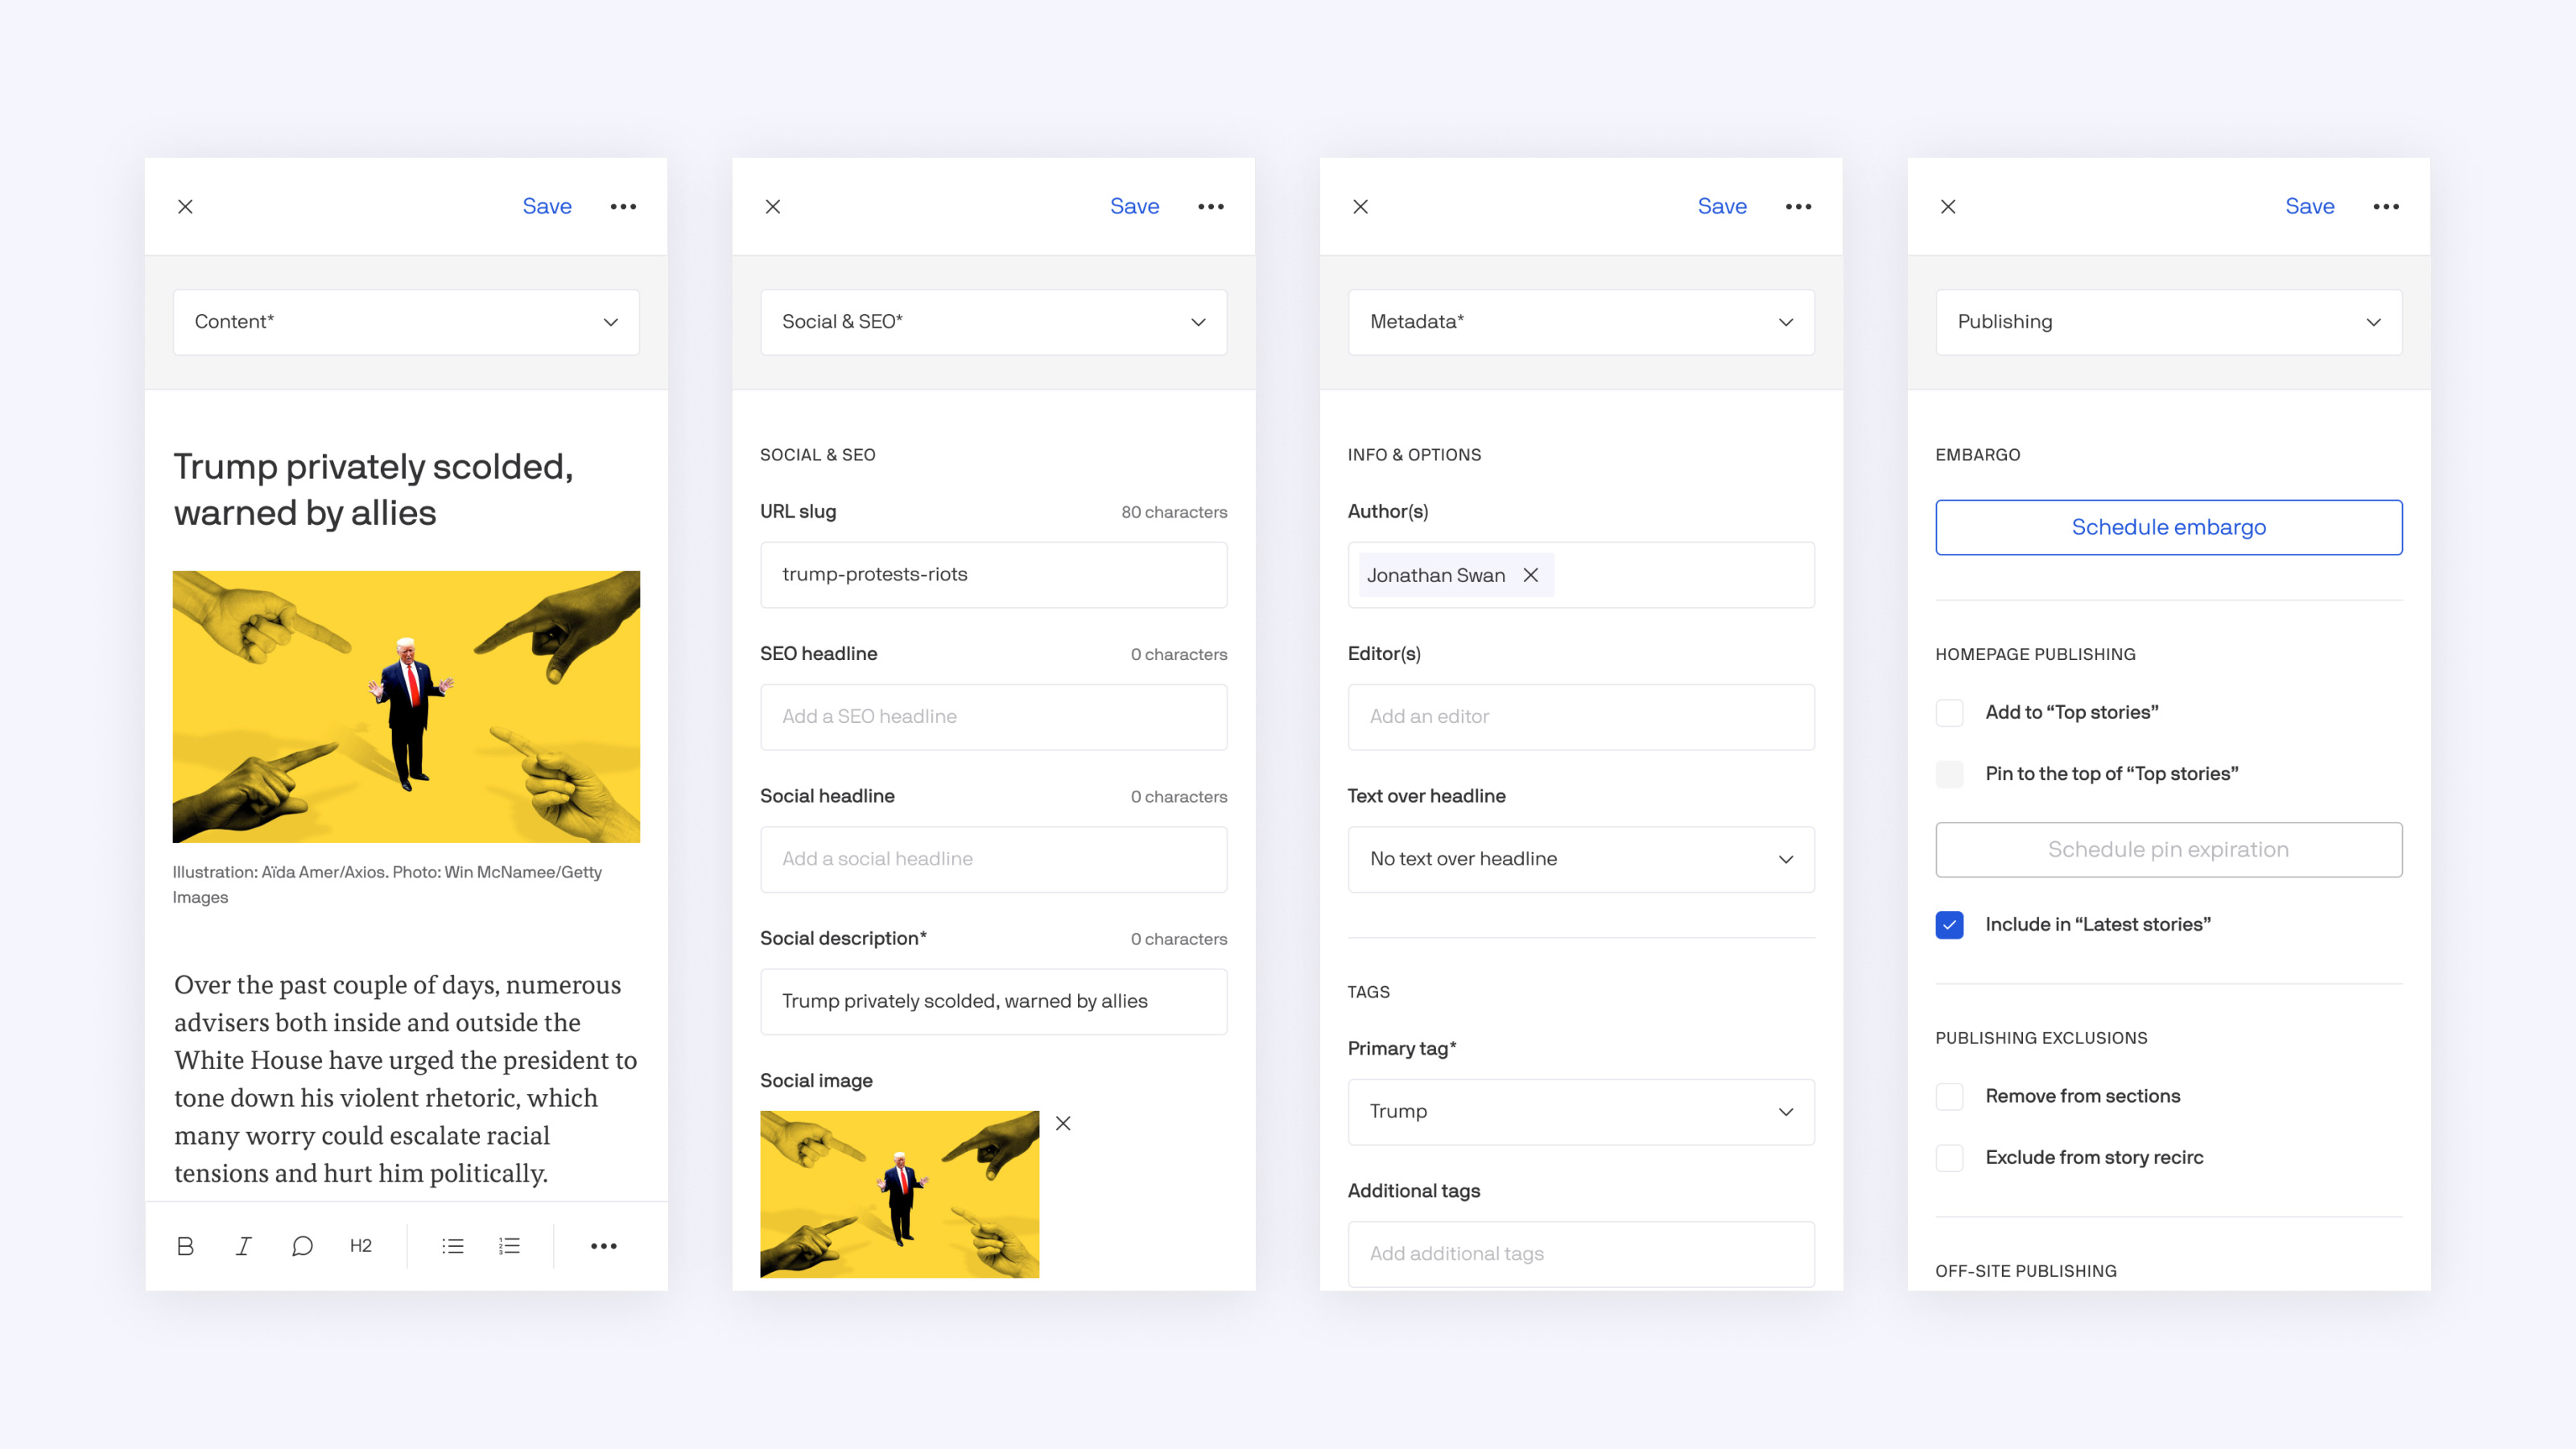 Save
Content*
Trump privately scolded,
warned by allies
Illustration: Aïda Amer/Axios. Photo: Win McNamee/Getty
Images
Over the past couple of days, numerous
advisers both inside and outside the
White House have urged the president to
tone down his violent rhetoric, which
many worry could escalate racial
tensions and hurt him politically.
B I H2
Save
Social & SEO*
SOCIAL & SEO
URL slug 80 characters
trump-protests-riots
SEO headline 0 characters
Add a SEO headline
Social headline 0 characters
Add a social headline
Social description* 0 characters
Trump privately scolded, warned by allies
Social image
Save
Metadata*
INFO & OPTIONS
Author(s)
Jonathan Swan
Editor(s)
Add an editor
Text over headline
No text over headline
TAGS
Primary tag*
Trump
Additional tags
Add additional tags
Save
Publishing
EMBARGO
Schedule embargo
HOMEPAGE PUBLISHING
Add to “Top stories”
Pin to the top of “Top stories”
Schedule pin expiration
Include in “Latest stories”
PUBLISHING EXCLUSIONS
Remove from sections
Exclude from story recirc
OFF-SITE PUBLISHING